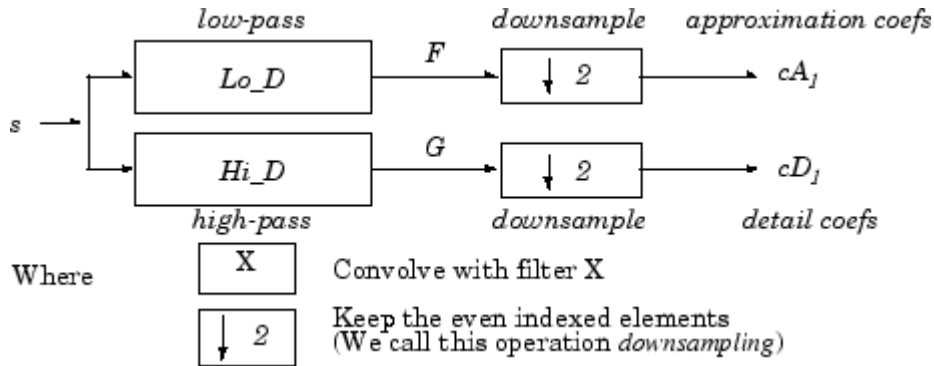 low-pass downsample approximation coefs
Lo_D F ↓ 2 cA1
s
Hi_D G ↓ 2 cD1
high-pass downsample detail coefs
Where X Convolve with filter X
↓ 2 Keep the even indexed elements
(We call this operation downsampling)